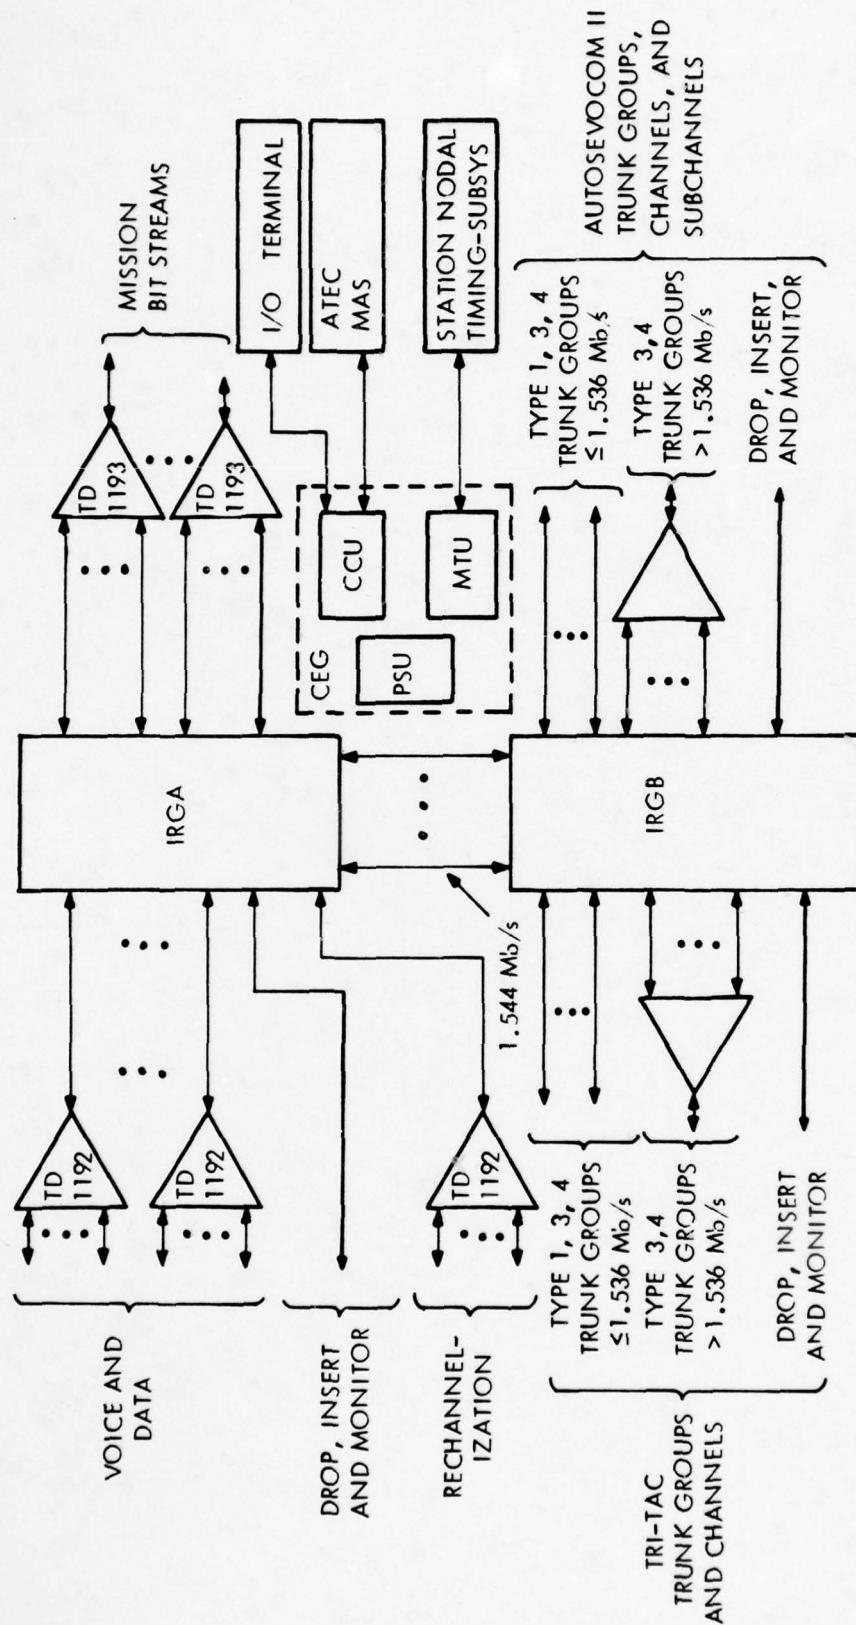 VOICE AND
DATA
TD
1192
TD
1192
DROP, INSERT
AND MONITOR
RECHANNEL-
IZATION
TD
1192
IRGA
TD
1193
TD
1193
MISSION
BIT STREAMS
I/O TERMINAL
ATEC
MAS
STATION NODAL
TIMING-SUBSYS
CEG
CCU
PSU
MTU
1.544 Mb/s
IRGB
TRI-TAC
TRUNK GROUPS
AND CHANNELS
TYPE 1, 3, 4
TRUNK GROUPS
≤1.536 Mb/s
TYPE 3,4
TRUNK GROUPS
>1.536 Mb/s
DROP, INSERT
AND MONITOR
TYPE 1, 3, 4
TRUNK GROUPS
≤1.536 Mb/s
TYPE 3,4
TRUNK GROUPS
>1.536 Mb/s
DROP, INSERT,
AND MONITOR
AUTOSEVOCOM II
TRUNK GROUPS,
CHANNELS, AND
SUBCHANNELS